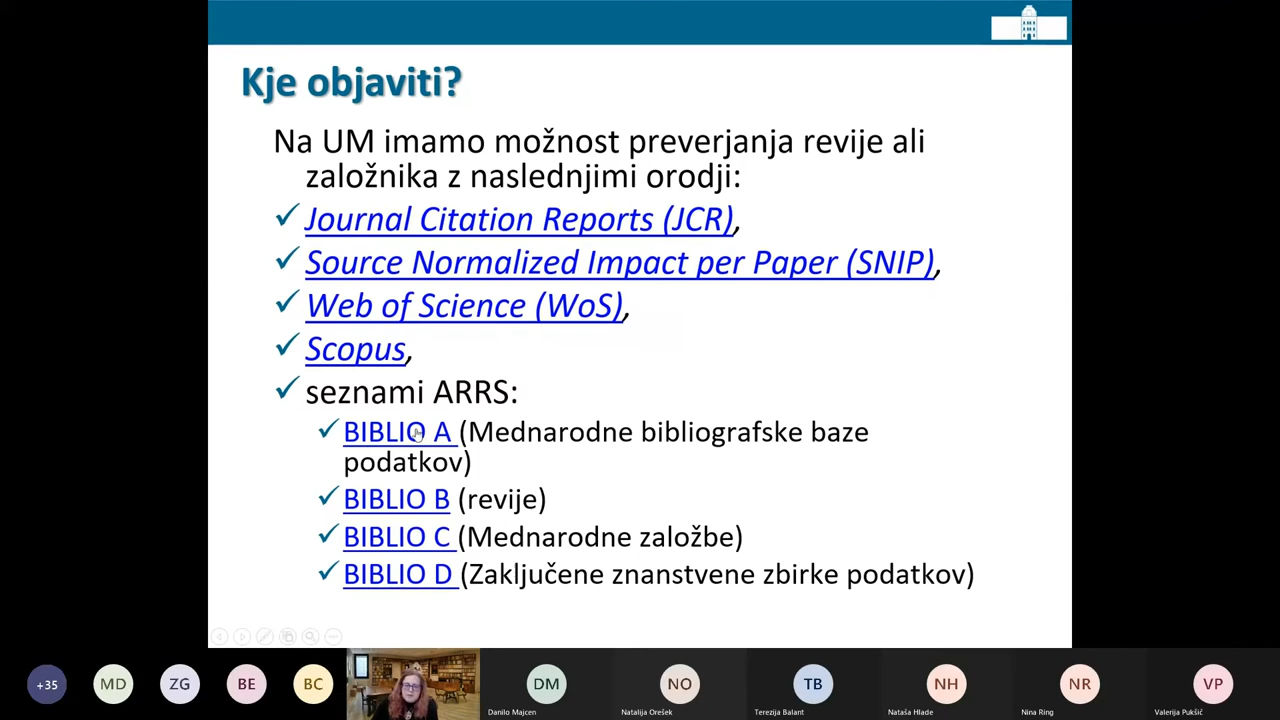 Kje objaviti?
Na UM imamo možnost preverjanja revije ali
založnika z naslednjimi orodji:
Journal Citation Reports (JCR),
Source Normalized Impact per Paper (SNIP),
Web of Science (WoS),
Scopus,
seznami ARRS:
BIBLIO A (Mednarodne bibliografske baze
podatkov)
BIBLIO B (revije)
BIBLIO C (Mednarodne založbe)
BIBLIO D (Zaključene znanstvene zbirke podatkov)
+35 MD ZG BE BC DM NO TB NH NR VP
Danilo Majcen Natalija Orešek Terezija Balant Nataša Hlade Nina Ring Valerija Pukšič